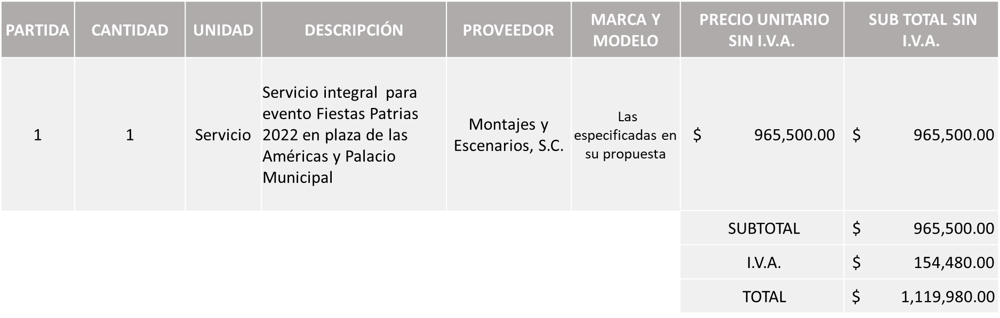 PARTIDA
CANTIDAD
UNIDAD
DESCRIPCIÓN
PROVEEDOR
MARCA Y
MODELO
PRECIO UNITARIO
SIN I.V.A.
SUB TOTAL SIN
I.V.A.
1
1
Servicio
Servicio integral para
evento Fiestas Patrias
2022 en plaza de las
Américas y Palacio
Municipal
Montajes y
Escenarios, S.C.
Las
especificadas en
su propuesta
$ 965,500.00
$ 965,500.00
SUBTOTAL
$ 965,500.00
I.V.A.
$ 154,480.00
TOTAL
$ 1,119,980.00